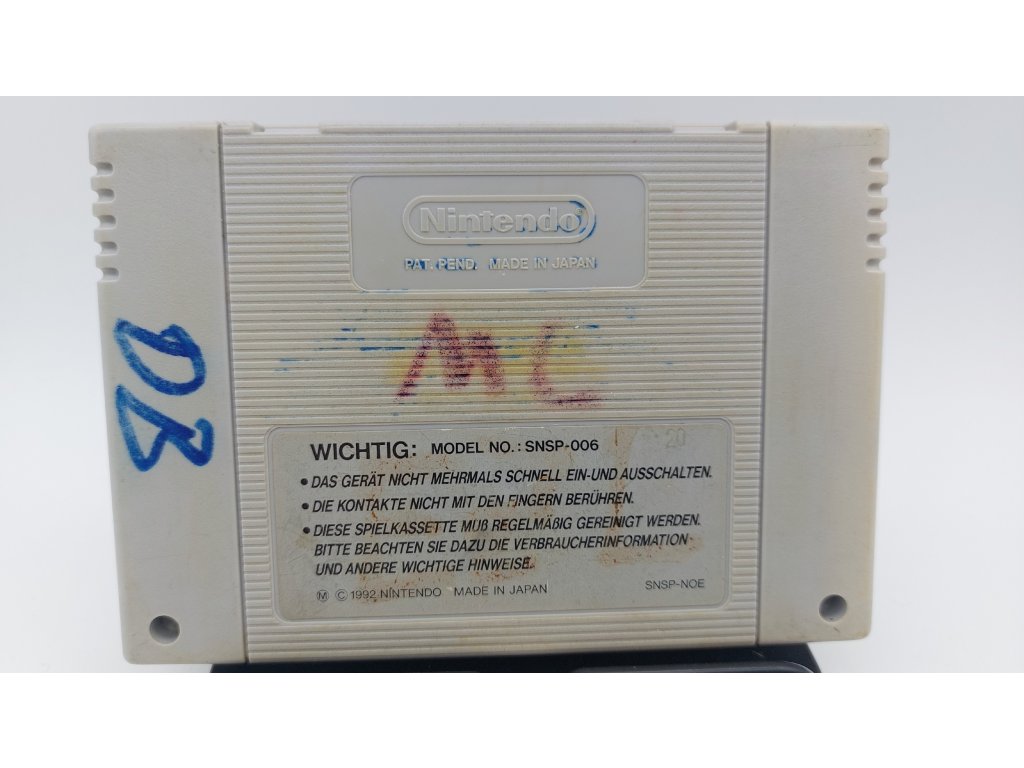 Nintendo®
PAT. PEND. MADE IN JAPAN
DB
MC
WICHTIG: MODEL NO.: SNSP-006
20
• DAS GERÄT NICHT MEHRMALS SCHNELL EIN-UND AUSSCHALTEN.
• DIE KONTAKTE NICHT MIT DEN FINGERN BERÜHREN.
• DIESE SPIELKASSETTE MUß REGELMÄßIG GEREINIGT WERDEN.
BITTE BEACHTEN SIE DAZU DIE VERBRAUCHERINFORMATION
UND ANDERE WICHTIGE HINWEISE.
Ⓜ © 1992 NINTENDO MADE IN JAPAN
SNSP-NOE